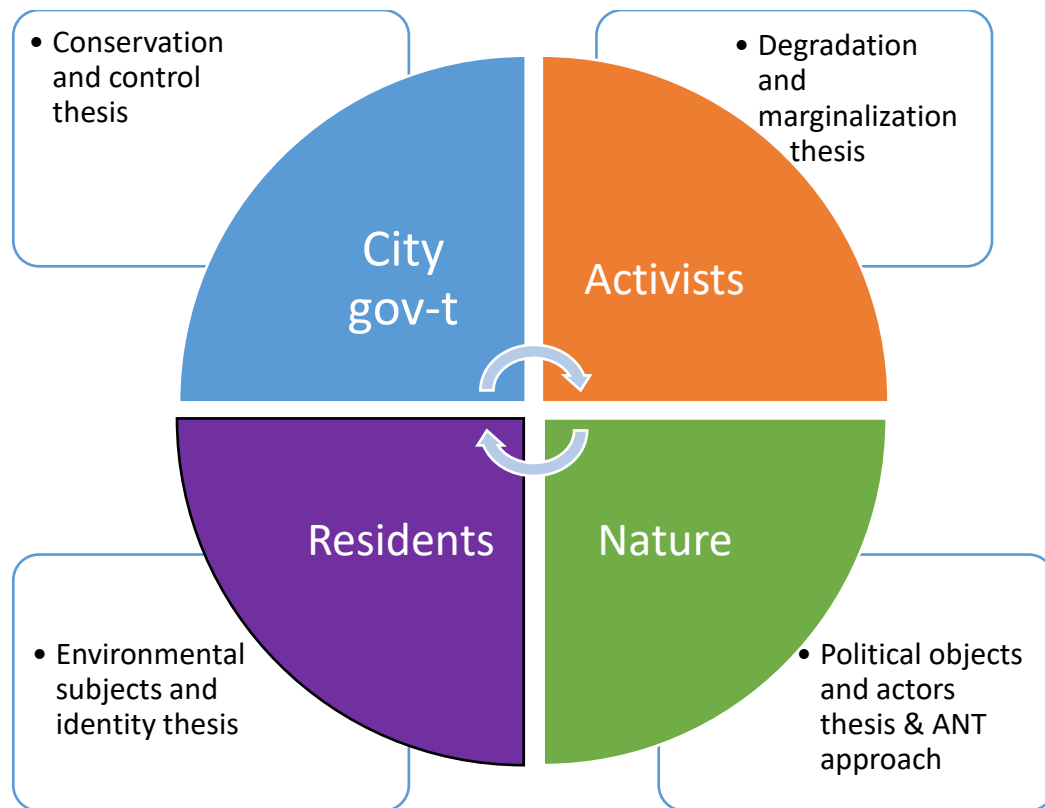 • Conservation
and control
thesis
• Degradation
and
marginalization
thesis
City
gov-t
Activists
Residents
Nature
• Environmental
subjects and
identity thesis
• Political objects
and actors
thesis & ANT
approach